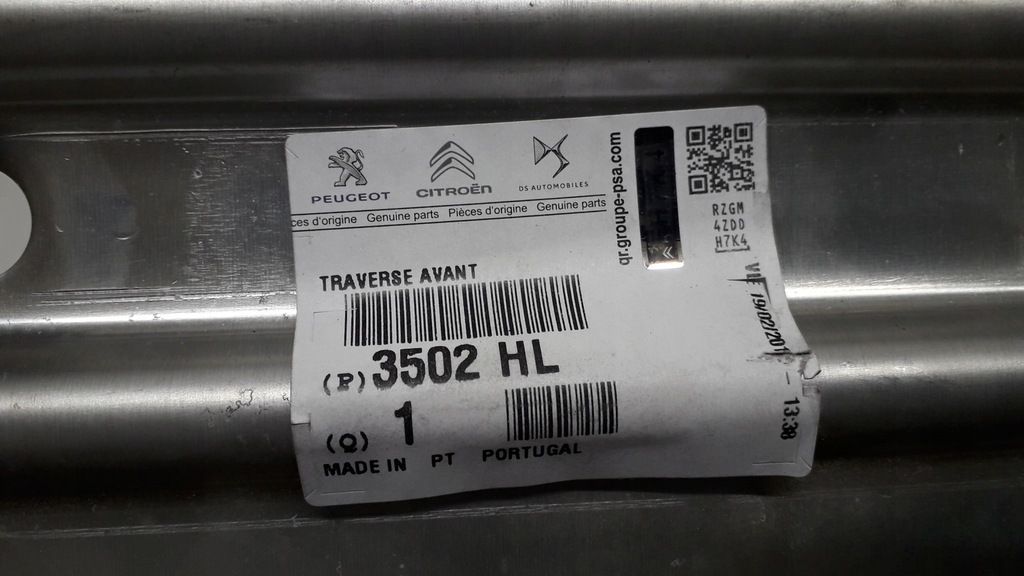 PEUGEOT
CITROËN
DS AUTOMOBILES
ces d'origine Genuine parts Pièces d'origine Genuine parts
qr.groupe-psa.com
RZGM
4ZDD
H7K4
TRAVERSE AVANT
(P) 3502 HL
(Q) 1
MADE IN PT PORTUGAL
13:38